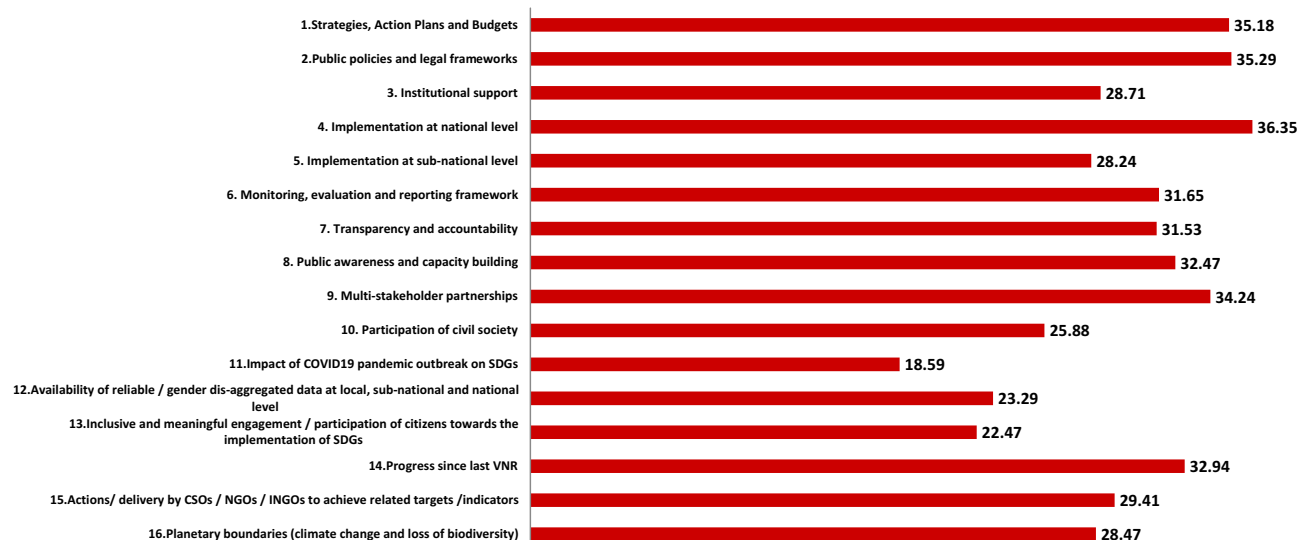 1.Strategies, Action Plans and Budgets 35.18
2.Public policies and legal frameworks 35.29
3. Institutional support 28.71
4. Implementation at national level 36.35
5. Implementation at sub-national level 28.24
6. Monitoring, evaluation and reporting framework 31.65
7. Transparency and accountability 31.53
8. Public awareness and capacity building 32.47
9. Multi-stakeholder partnerships 34.24
10. Participation of civil society 25.88
11.Impact of COVID19 pandemic outbreak on SDGs 18.59
12.Availability of reliable / gender dis-aggregated data at local, sub-national and national
level 23.29
13.Inclusive and meaningful engagement / participation of citizens towards the
implementation of SDGs 22.47
14.Progress since last VNR 32.94
15.Actions/ delivery by CSOs / NGOs / INGOs to achieve related targets /indicators 29.41
16.Planetary boundaries (climate change and loss of biodiversity) 28.47